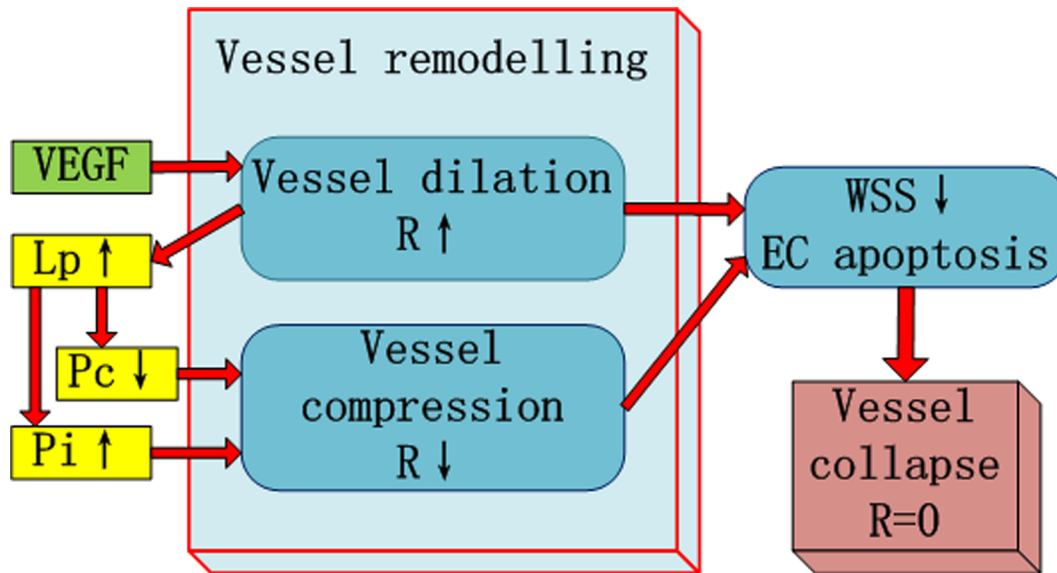 Vessel remodelling
VEGF
Vessel dilation
R ↑
Lp ↑
Pc ↓
Pi ↑
Vessel
compression
R ↓
WSS ↓
EC apoptosis
Vessel
collapse
R=0